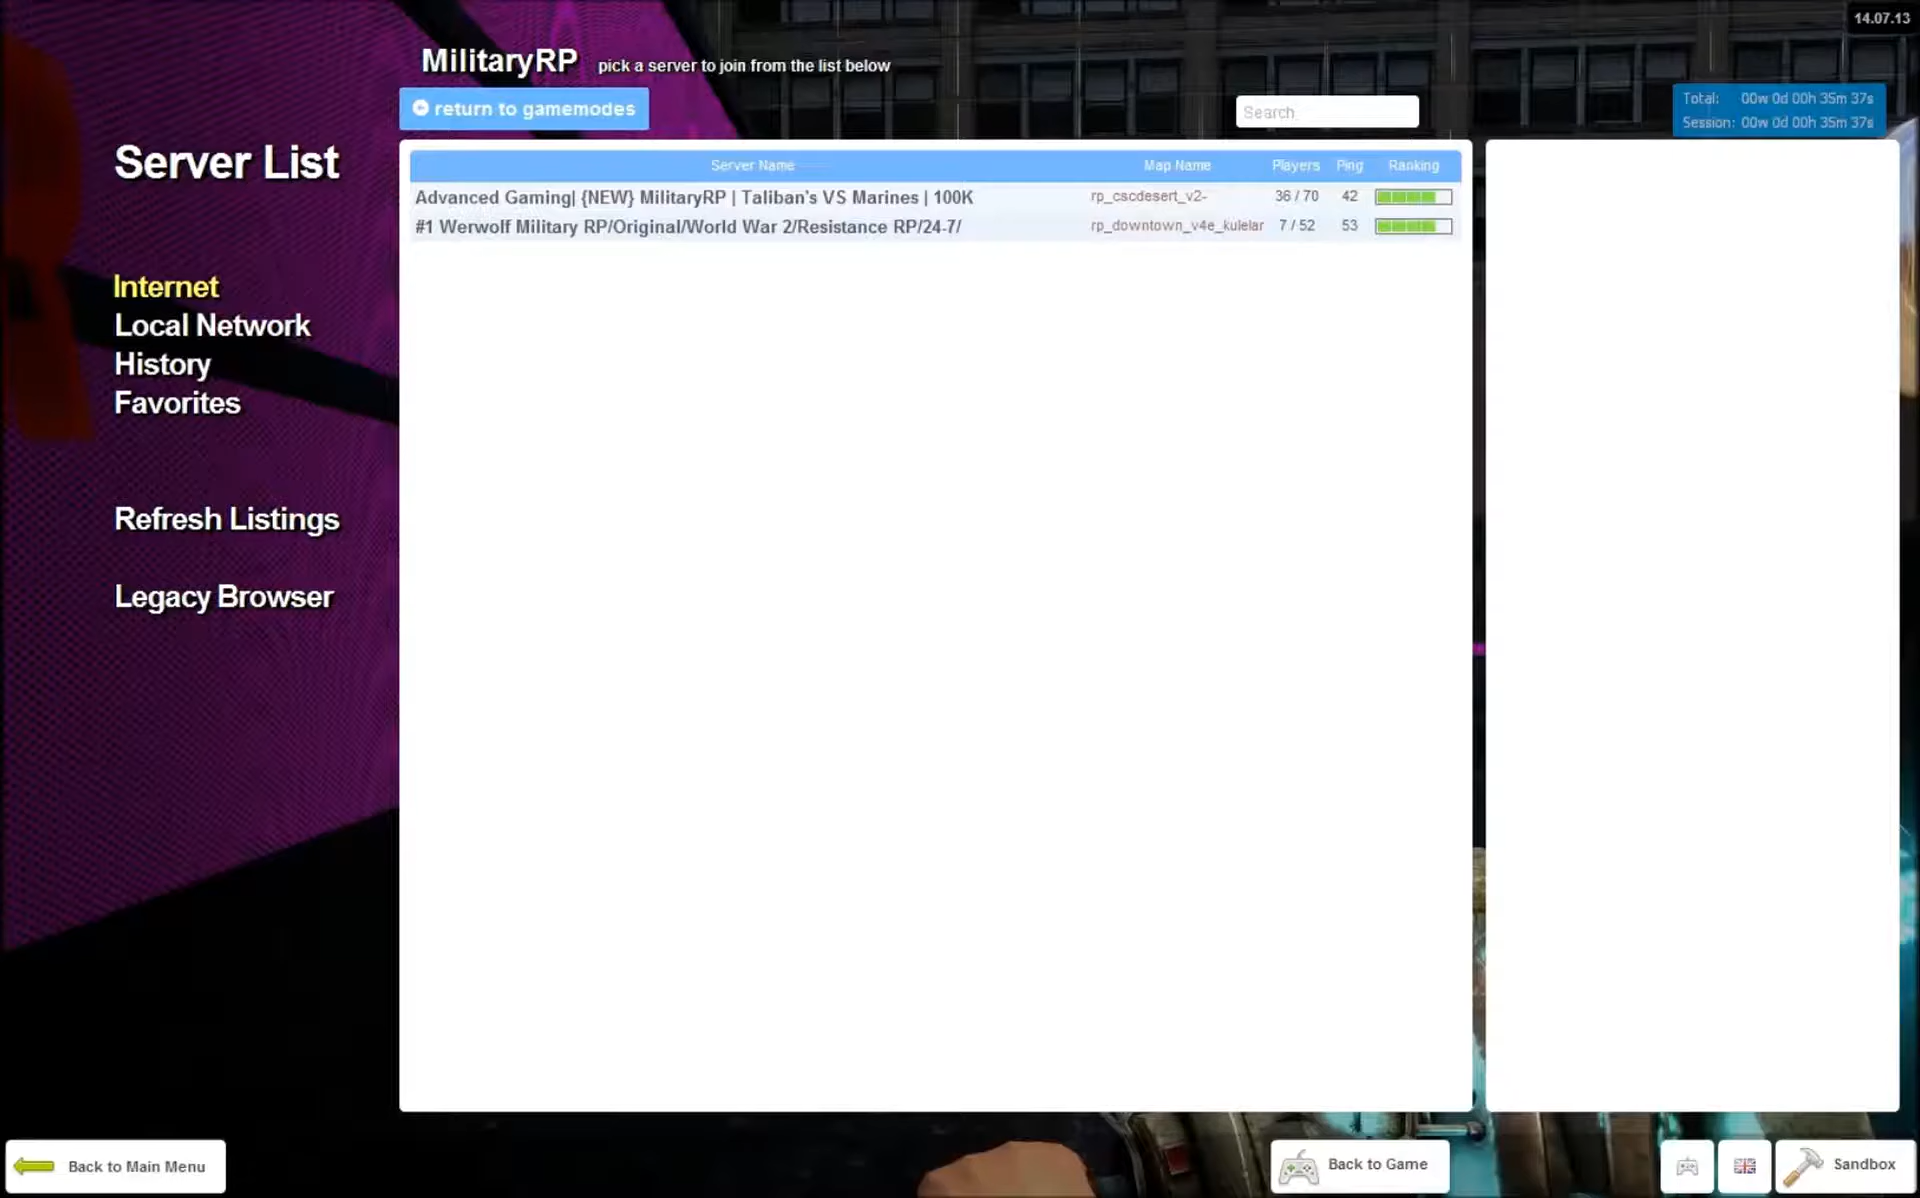 14.07.13
MilitaryRP pick a server to join from the list below
return to gamemodes
Search
Total: 00w 0d 00h 35m 37s
Session: 00w 0d 00h 35m 37s
Server List
Server Name Map Name Players Ping Ranking
Advanced Gaming| {NEW} MilitaryRP | Taliban's VS Marines | 100K rp_cscdesert_v2- 36 / 70 42
#1 Werwolf Military RP/Original/World War 2/Resistance RP/24-7/ rp_downtown_v4e_kulelar 7 / 52 53
Internet
Local Network
History
Favorites
Refresh Listings
Legacy Browser
Back to Main Menu
Back to Game
Sandbox